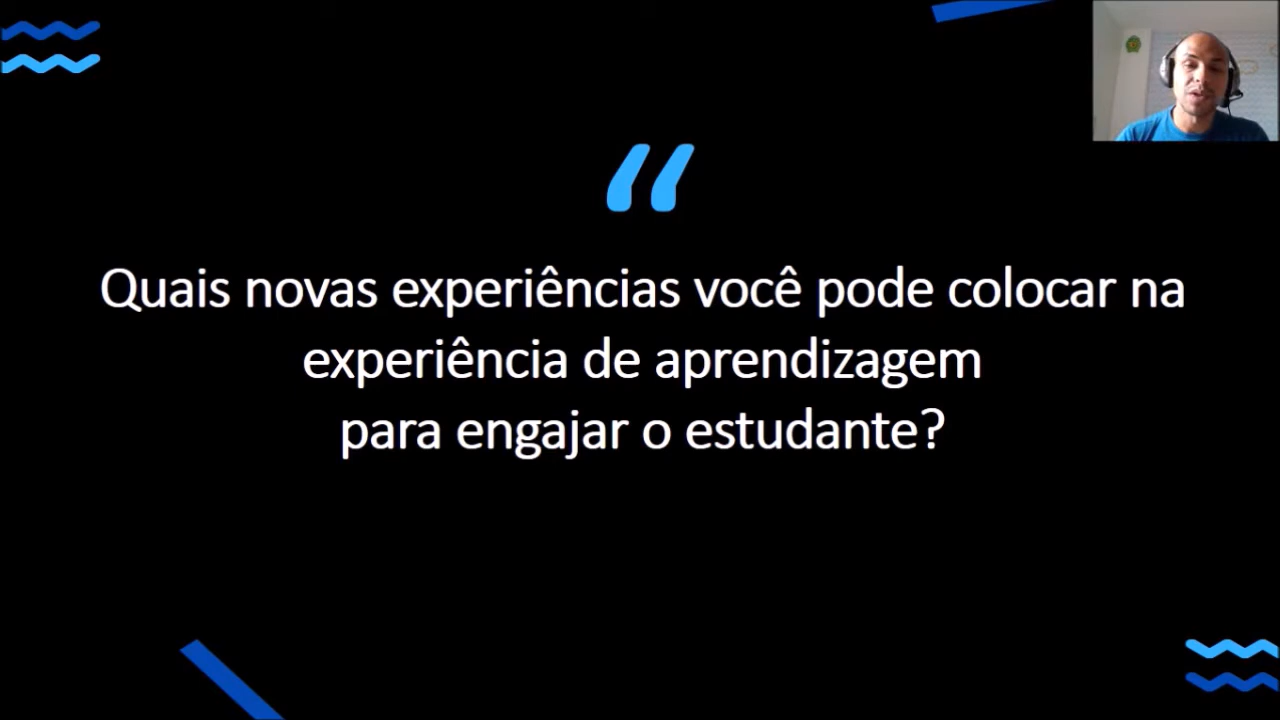 “
Quais novas experiências você pode colocar na
experiência de aprendizagem
para engajar o estudante?